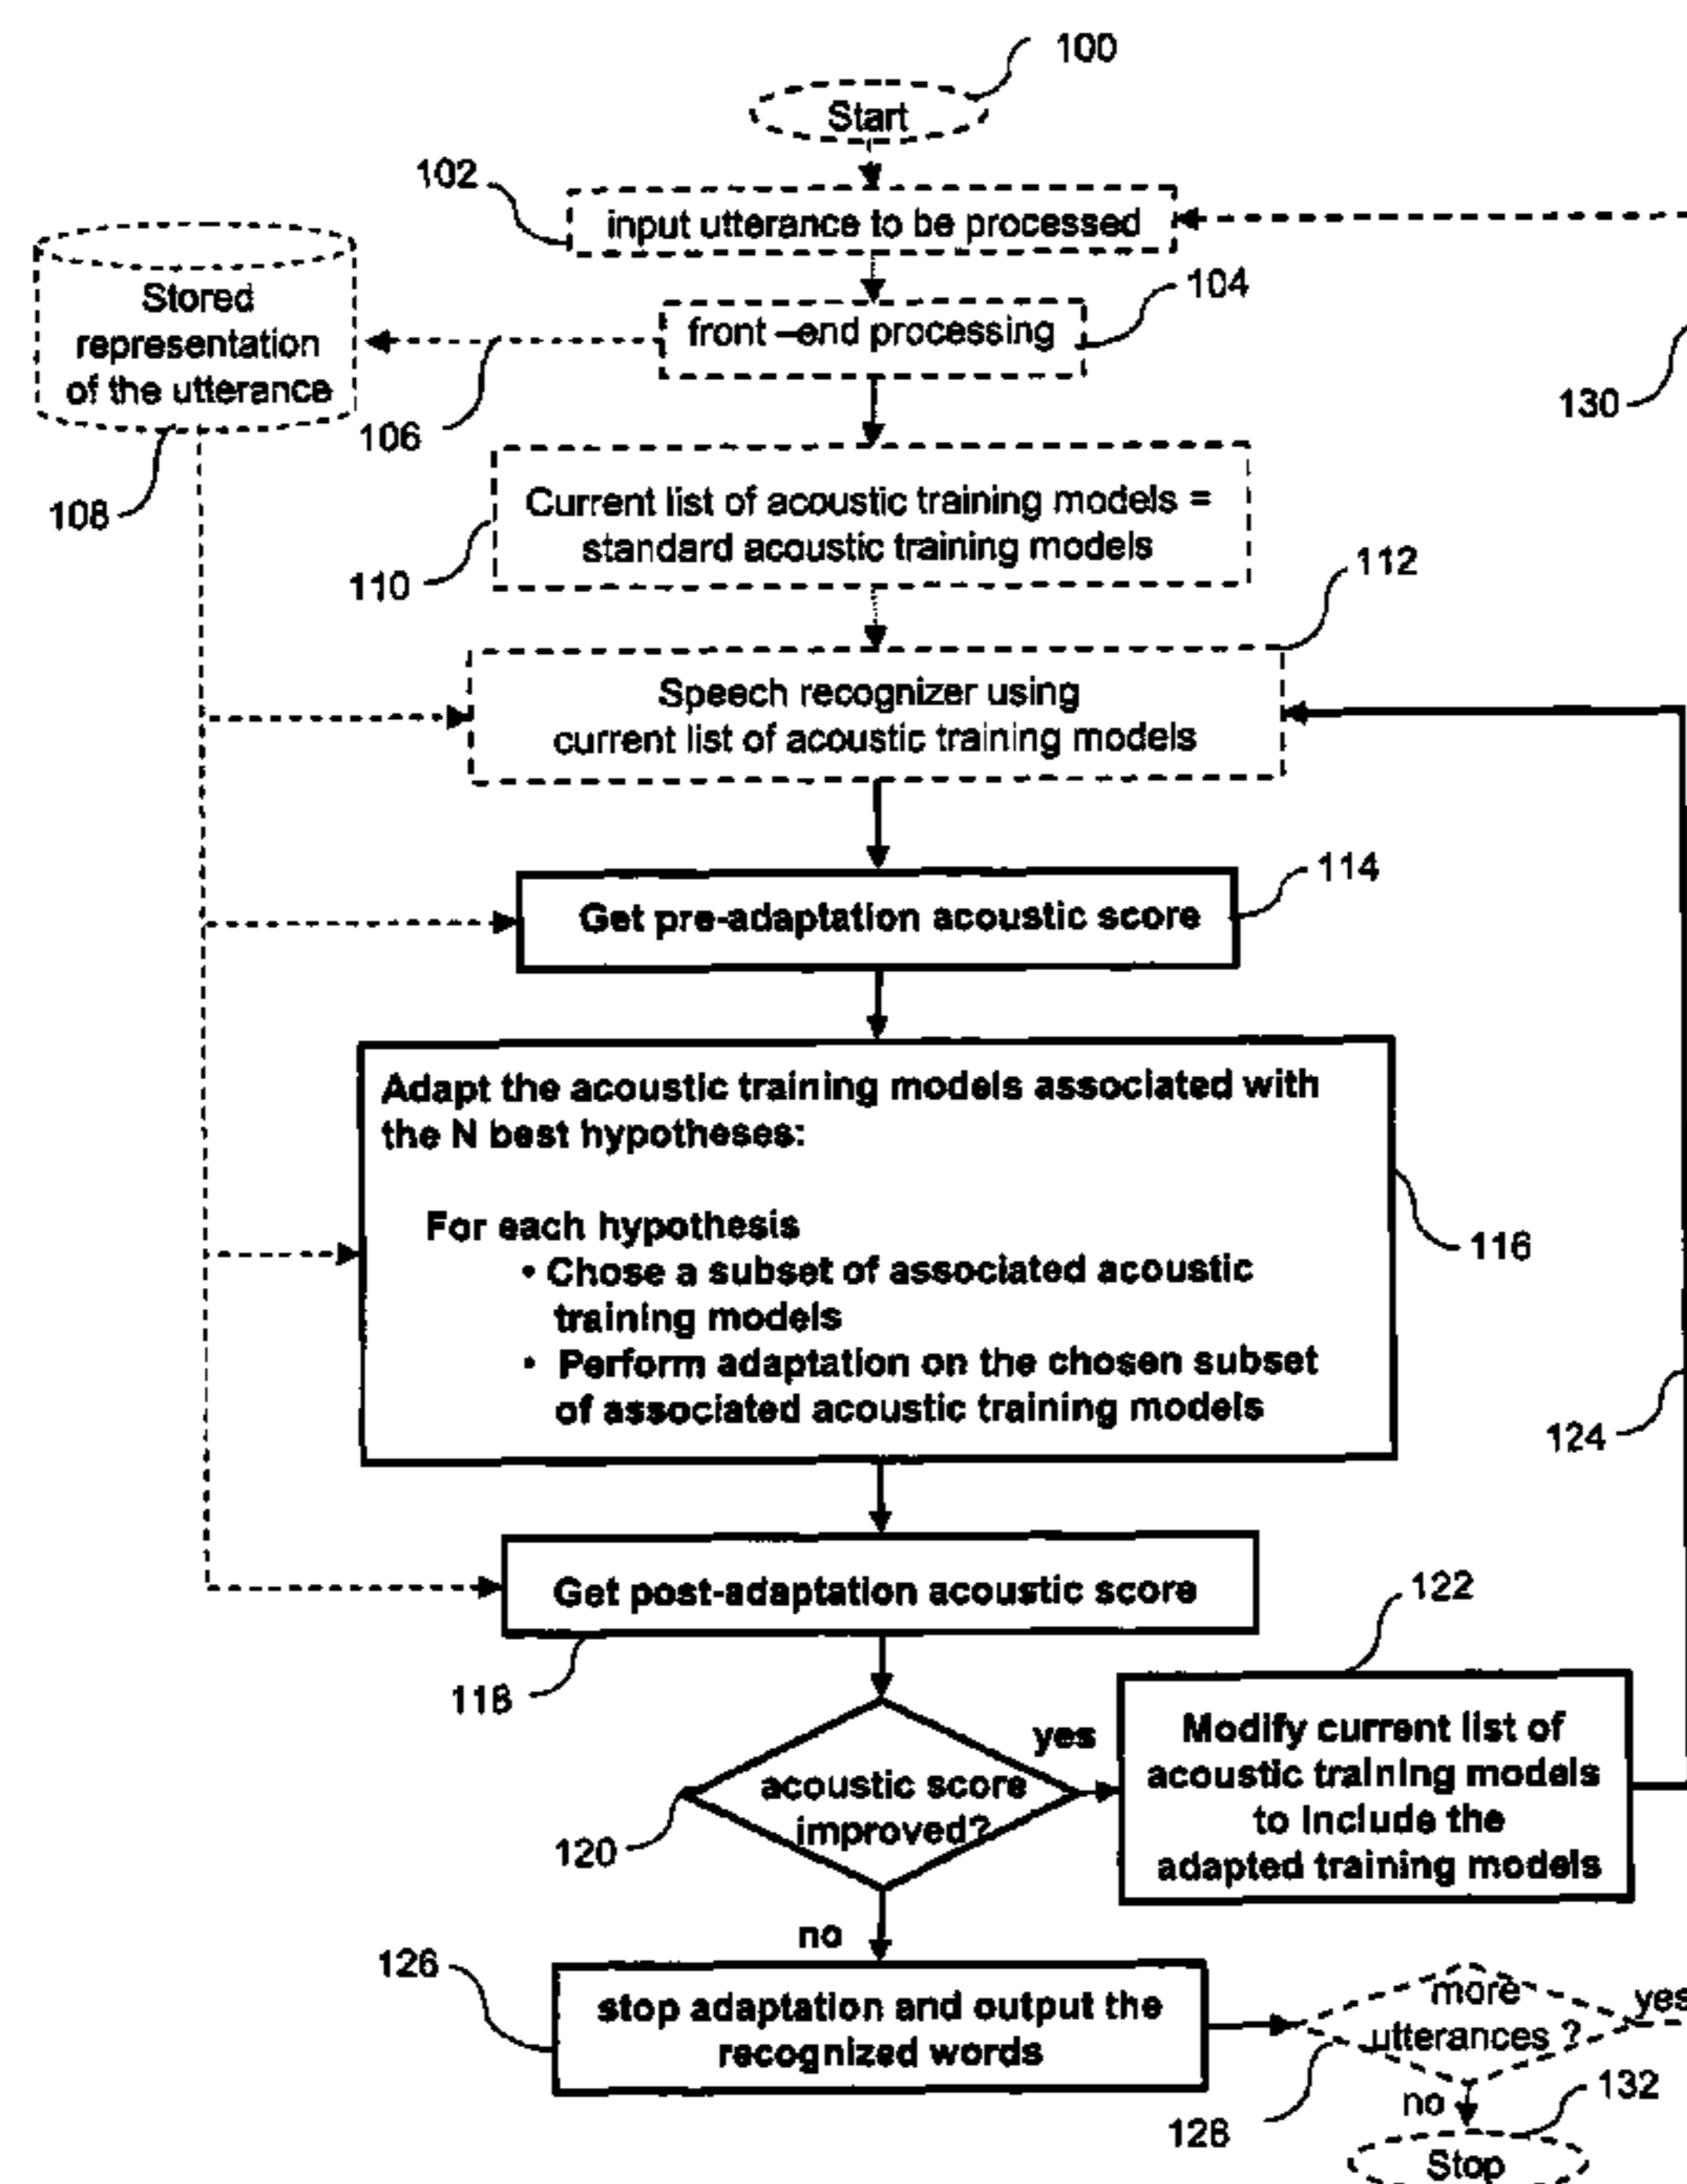 100
Start
102
input utterance to be processed
104
Stored
representation
of the utterance
front –end processing
106
130
108
Current list of acoustic training models =
standard acoustic training models
110
112
Speech recognizer using
current list of acoustic training models
114
Get pre-adaptation acoustic score
Adapt the acoustic training models associated with
the N best hypotheses:
For each hypothesis
• Chose a subset of associated acoustic
training models
• Perform adaptation on the chosen subset
of associated acoustic training models
116
124
Get post-adaptation acoustic score
118
122
yes
Modify current list of
acoustic training models
to include the
adapted training models
acoustic score
improved?
120
no
126
stop adaptation and output the
recognized words
more
utterances ?
yes
128
no
132
Stop